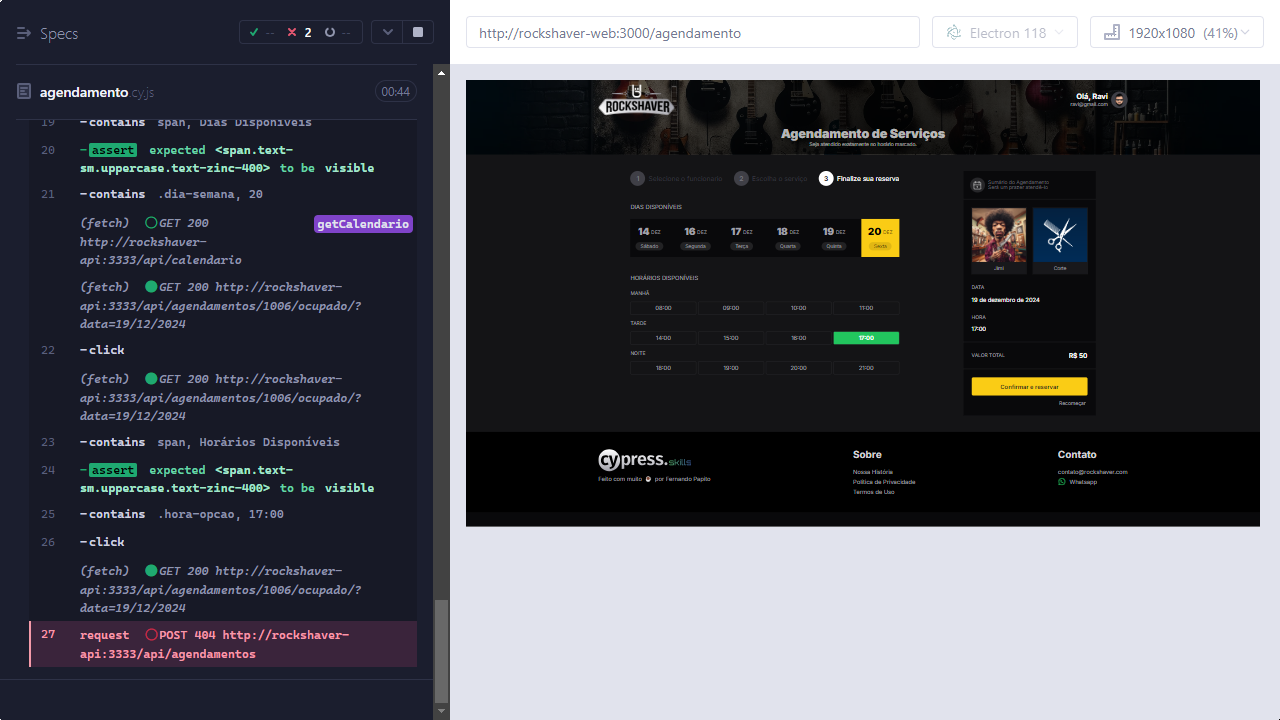 Specs
--
2
--
agendamento.cy.js
00:44
19 -contains span, Dias Disponíveis
20 -assert expected <span.text-
sm.uppercase.text-zinc-400> to be visible
21 -contains .dia-semana, 20
(fetch) GET 200 getCalendario
http://rockshaver-
api:3333/api/calendario
(fetch) GET 200 http://rockshaver-
api:3333/api/agendamentos/1006/ocupado/?
data=19/12/2024
22 -click
(fetch) GET 200 http://rockshaver-
api:3333/api/agendamentos/1006/ocupado/?
data=19/12/2024
23 -contains span, Horários Disponíveis
24 -assert expected <span.text-
sm.uppercase.text-zinc-400> to be visible
25 -contains .hora-opcao, 17:00
26 -click
(fetch) GET 200 http://rockshaver-
api:3333/api/agendamentos/1006/ocupado/?
data=19/12/2024
27 request POST 404 http://rockshaver-
api:3333/api/agendamentos
http://rockshaver-web:3000/agendamento
Electron 118
1920x1080 (41%)
ROCKSHAVER
Olá, Ravi
ravi@gmail.com
Agendamento de Serviços
Seja atendido exatamente no horário marcado.
1 Selecione o funcionário
2 Escolha o serviço
3 Finalize sua reserva
DIAS DISPONÍVEIS
14 DEZ 16 DEZ 17 DEZ 18 DEZ 19 DEZ 20 DEZ
Sábado Segunda Terça Quarta Quinta Sexta
HORÁRIOS DISPONÍVEIS
MANHÃ
08:00 09:00 10:00 11:00
TARDE
14:00 15:00 16:00 17:00
NOITE
18:00 19:00 20:00 21:00
Sumário do Agendamento
Será um prazer atendê-lo
Jimi
Corte
DATA
19 de dezembro de 2024
HORA
17:00
VALOR TOTAL R$ 50
Confirmar e reservar
Recomeçar
cypress.skills
Feito com muito por Fernando Papito
Sobre
Nossa História
Política de Privacidade
Termos de Uso
Contato
contato@rockshaver.com
Whatsapp